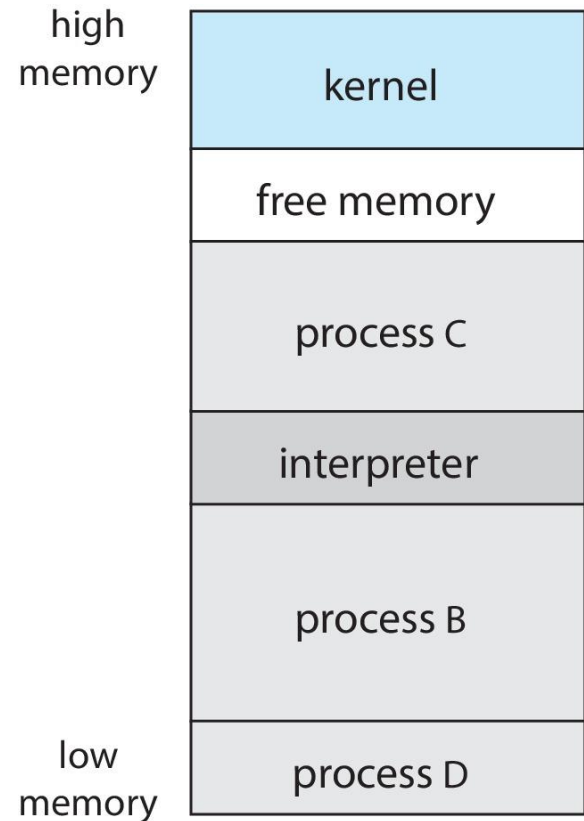 high
memory
kernel
free memory
process C
interpreter
process B
process D
low
memory